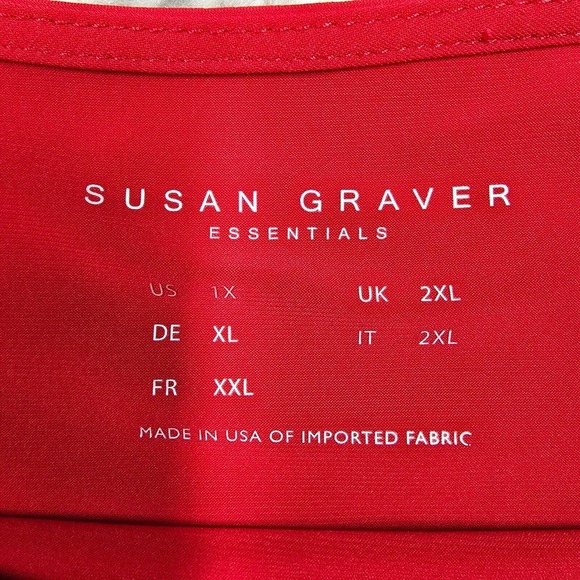 SUSAN GRAVER
ESSENTIALS
US 1X UK 2XL
DE XL IT 2XL
FR XXL
MADE IN USA OF IMPORTED FABRIC